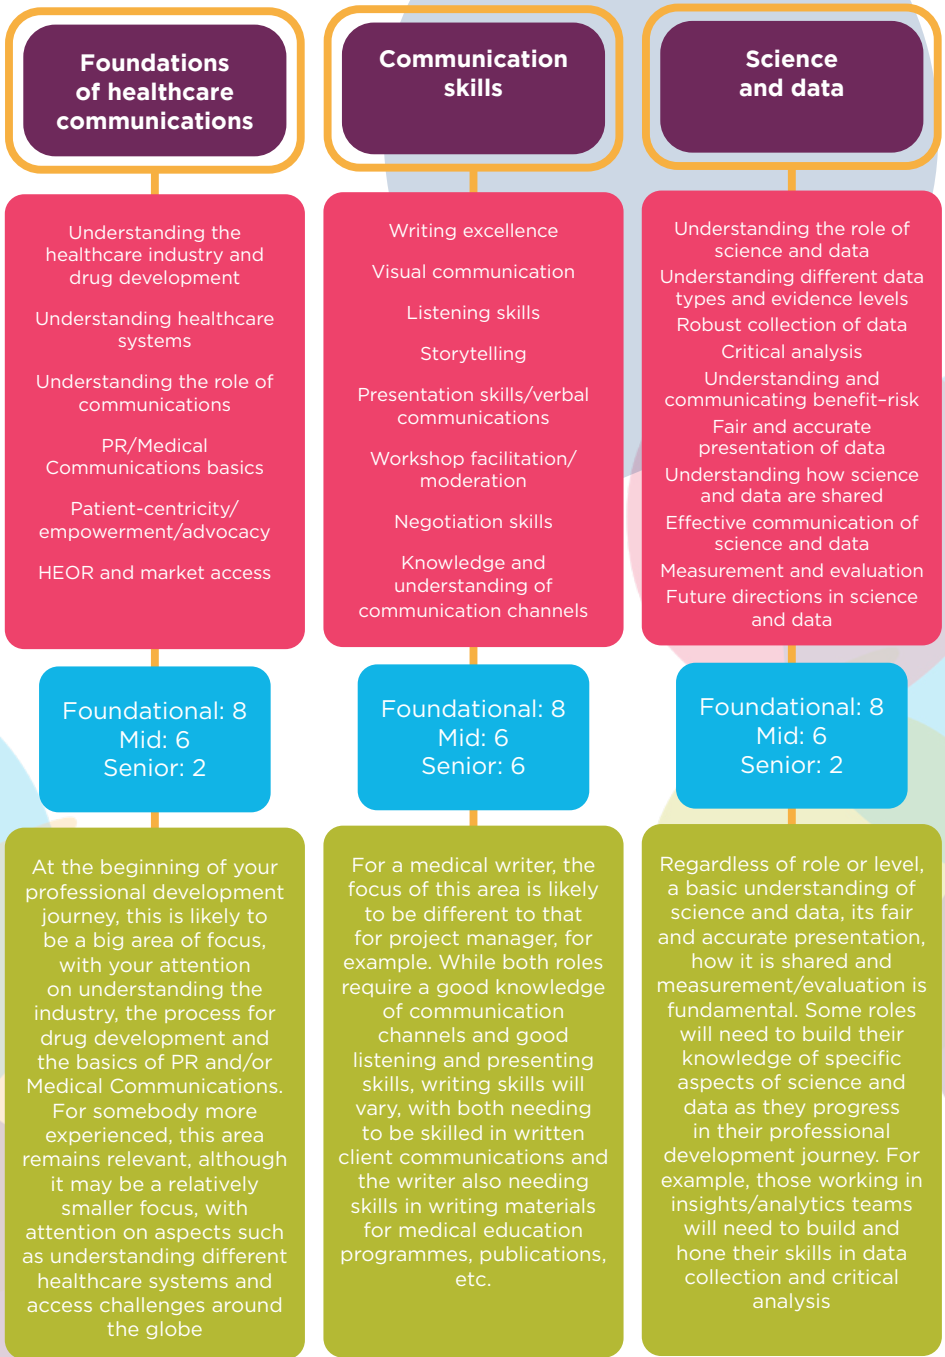 Foundations
of healthcare
communications
Understanding the
healthcare industry and
drug development
Understanding healthcare
systems
Understanding the role of
communications
PR/Medical
Communications basics
Patient-centricity/
empowerment/advocacy
HEOR and market access
Foundational: 8
Mid: 6
Senior: 2
At the beginning of your
professional development
journey, this is likely to
be a big area of focus,
with your attention
on understanding the
industry, the process for
drug development and
the basics of PR and/or
Medical Communications.
For somebody more
experienced, this area
remains relevant, although
it may be a relatively
smaller focus, with
attention on aspects such
as understanding different
healthcare systems and
access challenges around
the globe
Communication
skills
Writing excellence
Visual communication
Listening skills
Storytelling
Presentation skills/verbal
communications
Workshop facilitation/
moderation
Negotiation skills
Knowledge and
understanding of
communication channels
Foundational: 8
Mid: 6
Senior: 6
For a medical writer, the
focus of this area is likely
to be different to that
for project manager, for
example. While both roles
require a good knowledge
of communication
channels and good
listening and presenting
skills, writing skills will
vary, with both needing
to be skilled in written
client communications and
the writer also needing
skills in writing materials
for medical education
programmes, publications,
etc.
Science
and data
Understanding the role of
science and data
Understanding different data
types and evidence levels
Robust collection of data
Critical analysis
Understanding and
communicating benefit–risk
Fair and accurate
presentation of data
Understanding how science
and data are shared
Effective communication of
science and data
Measurement and evaluation
Future directions in science
and data
Foundational: 8
Mid: 6
Senior: 2
Regardless of role or level,
a basic understanding of
science and data, its fair
and accurate presentation,
how it is shared and
measurement/evaluation is
fundamental. Some roles
will need to build their
knowledge of specific
aspects of science and
data as they progress
in their professional
development journey. For
example, those working in
insights/analytics teams
will need to build and
hone their skills in data
collection and critical
analysis